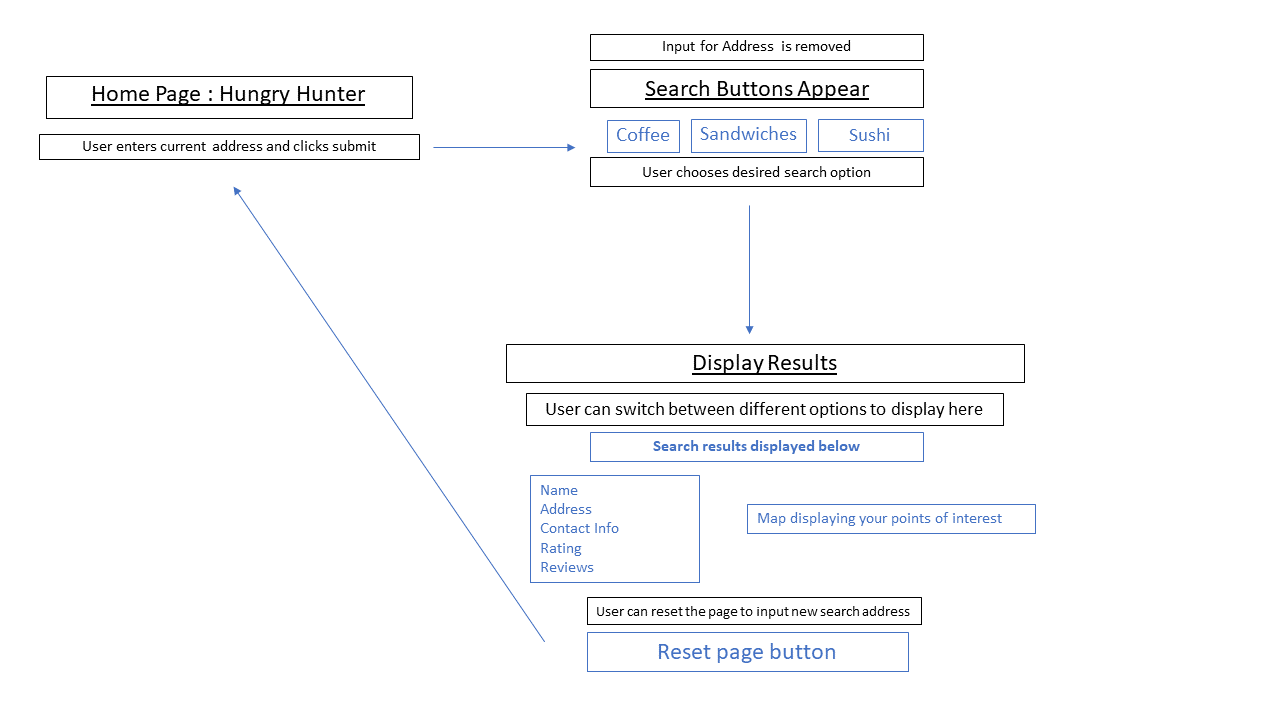 Home Page : Hungry Hunter
User enters current address and clicks submit
Input for Address is removed
Search Buttons Appear
Coffee
Sandwiches
Sushi
User chooses desired search option
Display Results
User can switch between different options to display here
Search results displayed below
Name
Address
Contact Info
Rating
Reviews
Map displaying your points of interest
User can reset the page to input new search address
Reset page button